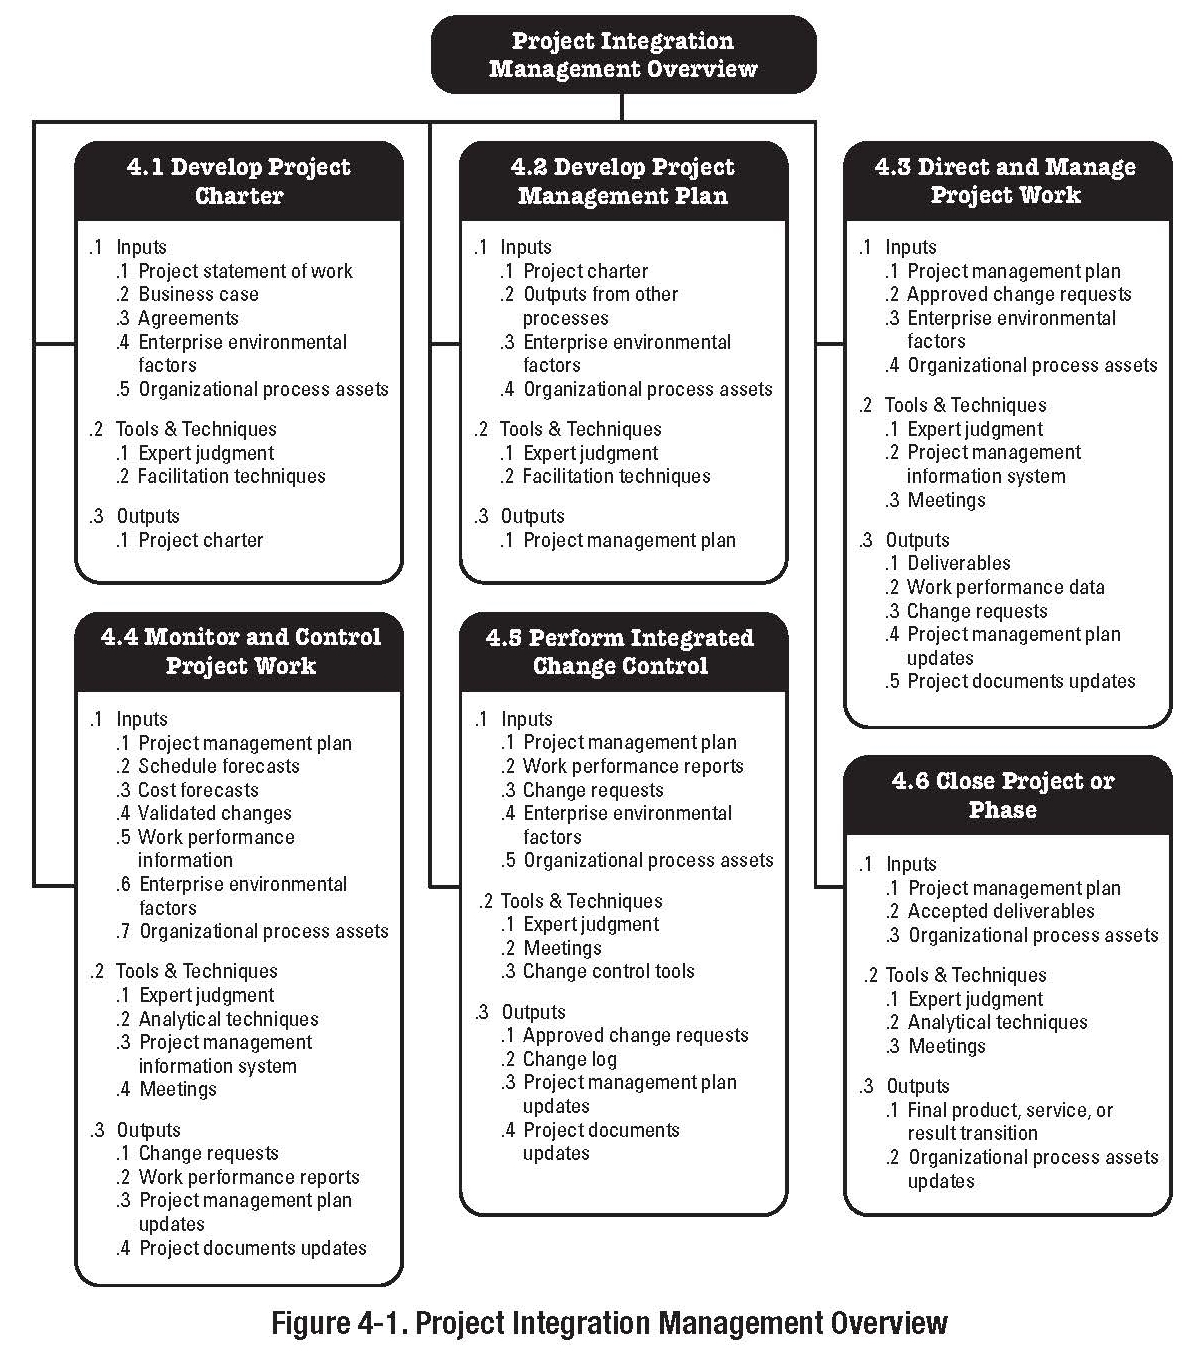 Project Integration
Management Overview
4.1 Develop Project
Charter
.1 Inputs
.1 Project statement of work
.2 Business case
.3 Agreements
.4 Enterprise environmental
factors
.5 Organizational process assets
.2 Tools & Techniques
.1 Expert judgment
.2 Facilitation techniques
.3 Outputs
.1 Project charter
4.2 Develop Project
Management Plan
.1 Inputs
.1 Project charter
.2 Outputs from other
processes
.3 Enterprise environmental
factors
.4 Organizational process assets
.2 Tools & Techniques
.1 Expert judgment
.2 Facilitation techniques
.3 Outputs
.1 Project management plan
4.3 Direct and Manage
Project Work
.1 Inputs
.1 Project management plan
.2 Approved change requests
.3 Enterprise environmental
factors
.4 Organizational process assets
.2 Tools & Techniques
.1 Expert judgment
.2 Project management
information system
.3 Meetings
.3 Outputs
.1 Deliverables
.2 Work performance data
.3 Change requests
.4 Project management plan
updates
.5 Project documents updates
4.4 Monitor and Control
Project Work
.1 Inputs
.1 Project management plan
.2 Schedule forecasts
.3 Cost forecasts
.4 Validated changes
.5 Work performance
information
.6 Enterprise environmental
factors
.7 Organizational process assets
.2 Tools & Techniques
.1 Expert judgment
.2 Analytical techniques
.3 Project management
information system
.4 Meetings
.3 Outputs
.1 Change requests
.2 Work performance reports
.3 Project management plan
updates
.4 Project documents updates
4.5 Perform Integrated
Change Control
.1 Inputs
.1 Project management plan
.2 Work performance reports
.3 Change requests
.4 Enterprise environmental
factors
.5 Organizational process assets
.2 Tools & Techniques
.1 Expert judgment
.2 Meetings
.3 Change control tools
.3 Outputs
.1 Approved change requests
.2 Change log
.3 Project management plan
updates
.4 Project documents
updates
4.6 Close Project or
Phase
.1 Inputs
.1 Project management plan
.2 Accepted deliverables
.3 Organizational process assets
.2 Tools & Techniques
.1 Expert judgment
.2 Analytical techniques
.3 Meetings
.3 Outputs
.1 Final product, service, or
result transition
.2 Organizational process assets
updates
Figure 4-1. Project Integration Management Overview